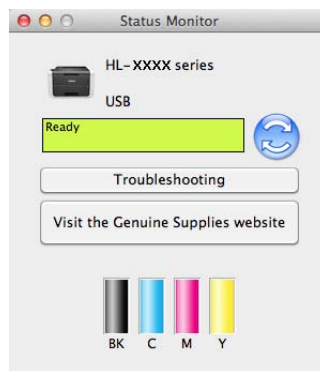 Status Monitor
HL-XXXX series
USB
Ready
Troubleshooting
Visit the Genuine Supplies website
BK C M Y